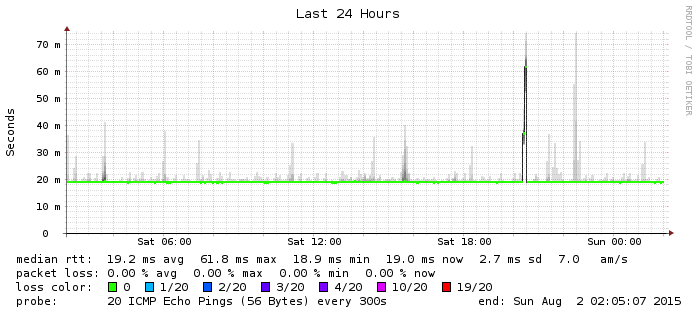 Last 24 Hours
RRDTOOL / TOBI OETIKER
Seconds
70 m
60 m
50 m
40 m
30 m
20 m
10 m
0
Sat 06:00 Sat 12:00 Sat 18:00 Sun 00:00
median rtt: 19.2 ms avg 61.8 ms max 18.9 ms min 19.0 ms now 2.7 ms sd 7.0 am/s
packet loss: 0.00 % avg 0.00 % max 0.00 % min 0.00 % now
loss color: 0 1/20 2/20 3/20 4/20 10/20 19/20
probe: 20 ICMP Echo Pings (56 Bytes) every 300s end: Sun Aug 2 02:05:07 2015